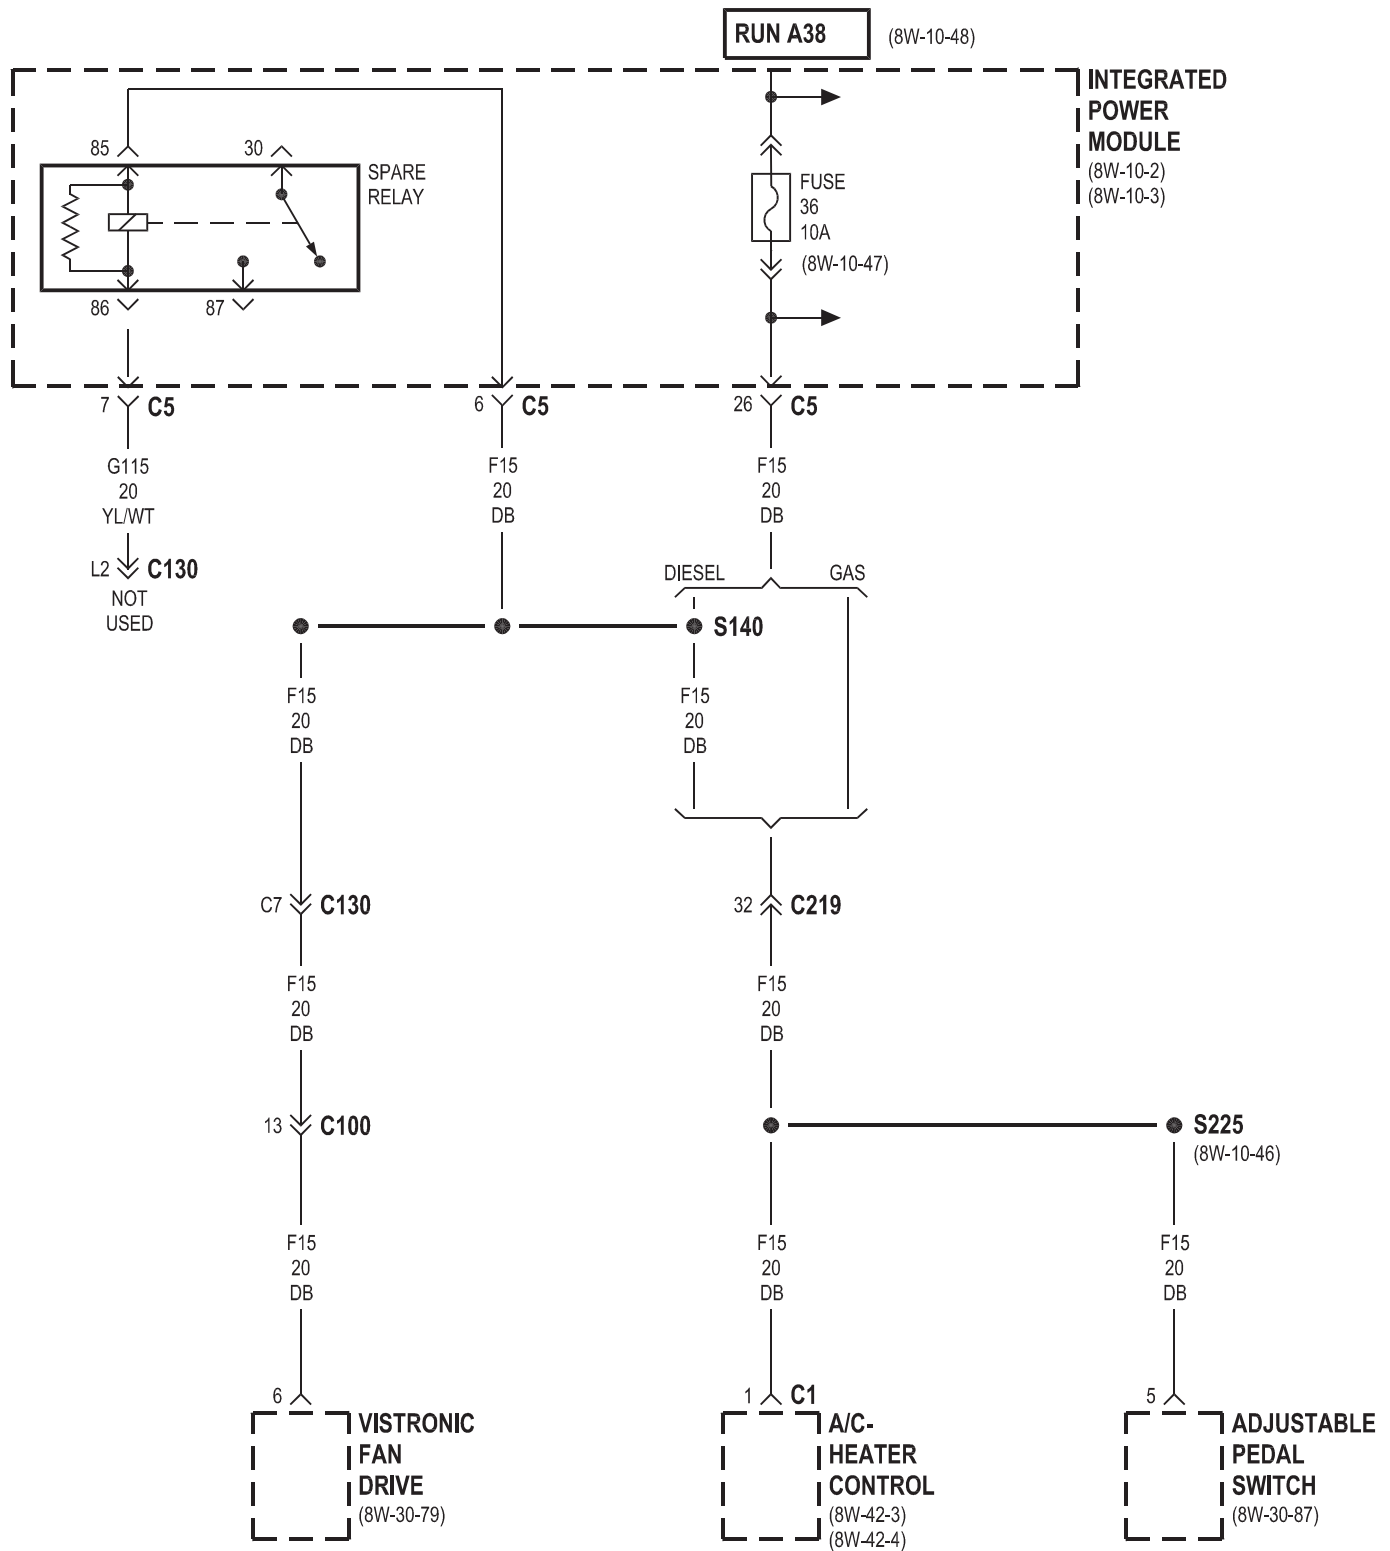 RUN A38
(8W-10-48)
INTEGRATED
POWER
MODULE
(8W-10-2)
(8W-10-3)
85
30
SPARE
RELAY
86
87
FUSE
36
10A
(8W-10-47)
7
C5
6
C5
26
C5
G115
20
YL/WT
F15
20
DB
F15
20
DB
L2
C130
NOT
USED
DIESEL
GAS
S140
F15
20
DB
F15
20
DB
C7
C130
32
C219
F15
20
DB
F15
20
DB
13
C100
S225
(8W-10-46)
F15
20
DB
F15
20
DB
F15
20
DB
6
1
C1
5
VISTRONIC
FAN
DRIVE
(8W-30-79)
A/C-
HEATER
CONTROL
(8W-42-3)
(8W-42-4)
ADJUSTABLE
PEDAL
SWITCH
(8W-30-87)